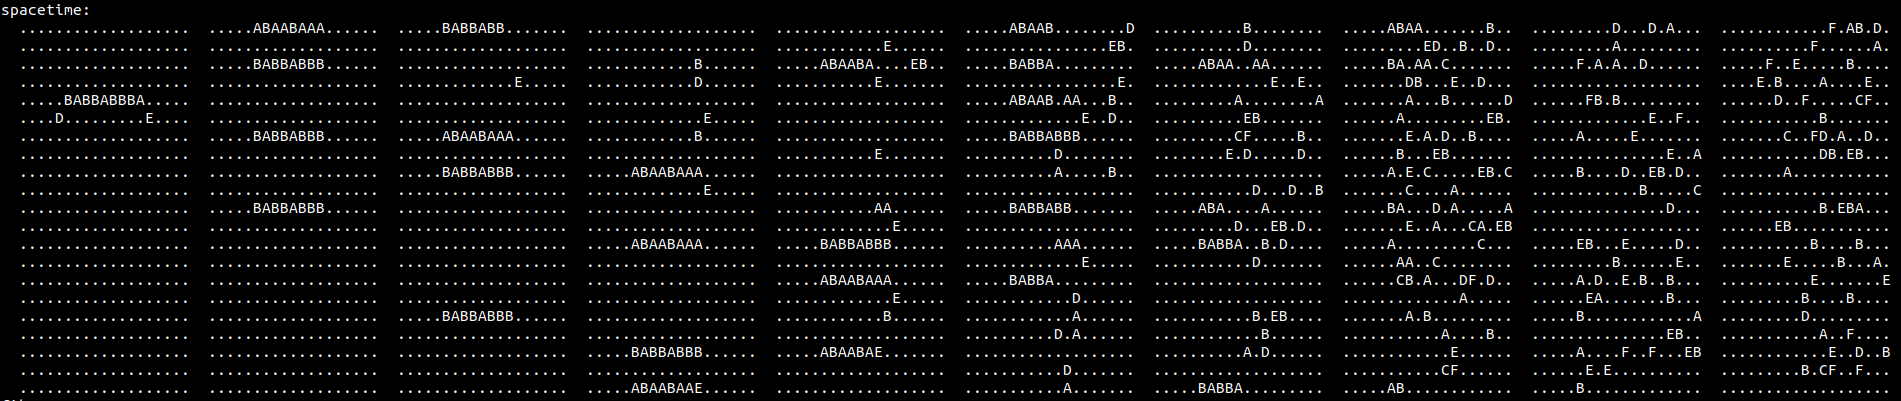 spacetime:
................... .....ABAABAAA...... .....BABBABB....... ................... ................... .....ABAAB........D ..........B........ .....ABAA.......B.. .........D...D.A... ............F.AB.D.
................... ................... ................... ................... ............E...... ................EB. ..........D........ .........ED..B..D.. .........A......... ..........F......A.
................... .....BABBABBB...... ................... ............B...... .....ABAABA....EB.. .....BABBA......... .....ABAA..AA...... .....BA.AA.C....... .....F.A.A..D...... .....F..E.....B....
................... ................... .............E..... ............D...... ...........E....... .................E. .............E..E.. .......DB...E..D... ................... ....E.B....A....E..
.....BABBABBBA..... ................... ................... ................... ................... .....ABAAB.AA...B.. .........A........A .......A...B......D ......FB.B......... ......D..F.....CF..
....D.........E.... ................... ................... .............E..... ................... .............E..D.. ..........EB....... ......A.........EB. .............E..F.. ...........B.......
................... .....BABBABBB...... .....ABAABAAA...... ............B...... ................... .....BABBABBB...... .........CF.....B.. .......E.A.D..B.... .....A.....E....... .......C..FD.A..D..
................... ................... ................... ................... ...........E....... ..........D........ ........E.D.....D.. ......B...EB....... ...............E..A ...........DB.EB...
................... ................... .....BABBABBB...... .....ABAABAAA...... ................... ..........A.....B.. ................... .....A.E.C.....EB.C .....B....D..EB.D.. .......A...........
................... ................... ................... .............E..... ................... ................... ...........D...D..B .......C....A...... ............B.....C ...................
................... .....BABBABBB...... ................... ................... ...........AA...... .....BABBABB....... .....ABA....A...... .....BA...D.A.....A ...............D... ...........B.EBA...
................... ................... ................... ................... .............E..... ................... .........D...EB.D.. .......E..A...CA.EB ................... ......EB...........
................... ................... ................... .....ABAABAAA...... .....BABBABBB...... ..........AAA...... .....BABBA..B.D.... .....A.........C... .....EB...E.....D.. ..........B....B...
................... ................... ................... ................... ................... .............E..... ...........D....... ......AA..C........ .........B......E.. .......E.....B...A.
................... ................... ................... ................... .....ABAABAAA...... .....BABBA......... ................... ......CB.A...DF.D.. .....A.D..E.B..B... ..........E.......E
................... ................... ................... ................... .............E..... ............D...... ................... .............A..... ......EA.......B... .........B....B....
................... ................... .....BABBABBB...... ................... ............B...... ............A...... ...........B.EB.... .......A.B......... .....B............A .........D.........
................... ................... ................... ................... ................... ..........D.A...... ............B...... ...........A....B.. ...............EB.. ...........A..F....
................... ................... ................... .....BABBABBB...... .....ABAABAE....... ................... ..........A.D...... ............E...... .....A....F..F...EB ............E..D..B
................... ................... ................... ................... ................... ...........D....... ................... ...........CF...... ......E.E.......... .........B.CF..F...
................... ................... ................... .....ABAABAAE...... ................... ...........A....... .....BABBA......... .....AB............ .....B............. ...................